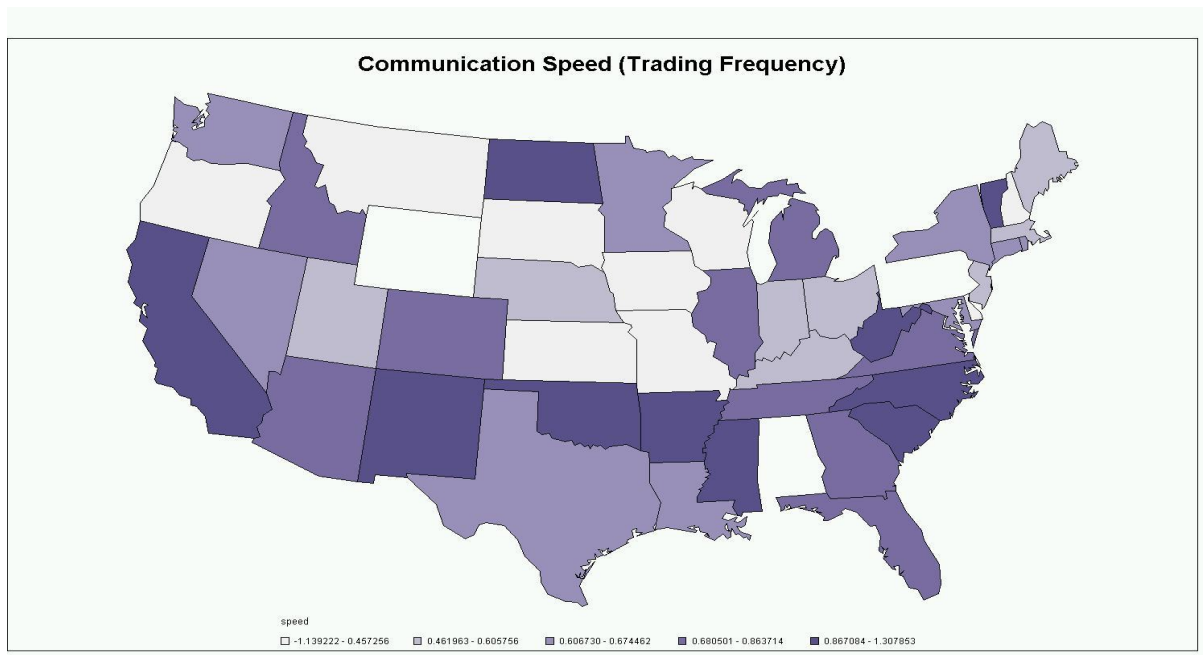 Communication Speed (Trading Frequency)
speed
-1.139222 - 0.457256 0.461963 - 0.605756 0.606730 - 0.674462 0.680501 - 0.863714 0.867084 - 1.307853